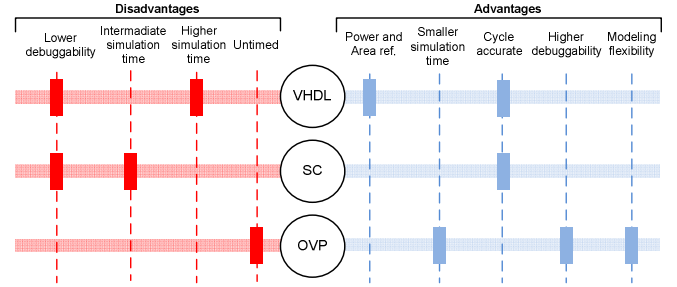 Disadvantages
Advantages
Lower
debuggability
Intermadiate
simulation
time
Higher
simulation
time
Untimed
Power and
Area ref.
Smaller
simulation
time
Cycle
accurate
Higher
debuggability
Modeling
flexibility
VHDL
SC
OVP